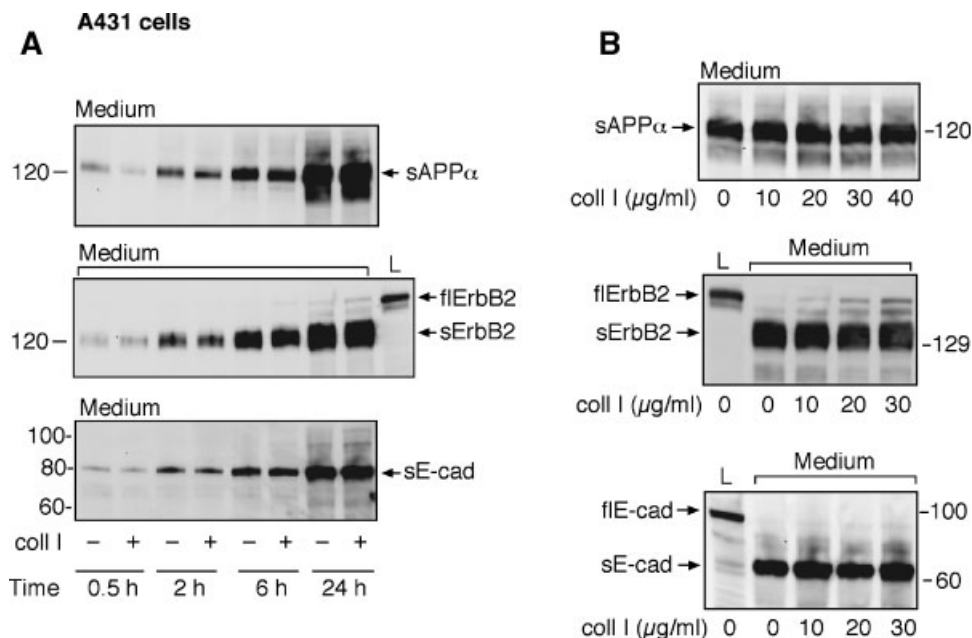 A431 cells
A
Medium
120
sAPPα
Medium
L
flErbB2
sErbB2
120
Medium
100-
80-
60-
sE-cad
coll I – + – + – + – +
Time 0.5 h 2 h 6 h 24 h
B
Medium
sAPPα
-120
coll I (µg/ml) 0 10 20 30 40
L Medium
flErbB2
sErbB2
-129
coll I (µg/ml) 0 0 10 20 30
L Medium
flE-cad
-100
sE-cad
-60
coll I (µg/ml) 0 0 10 20 30